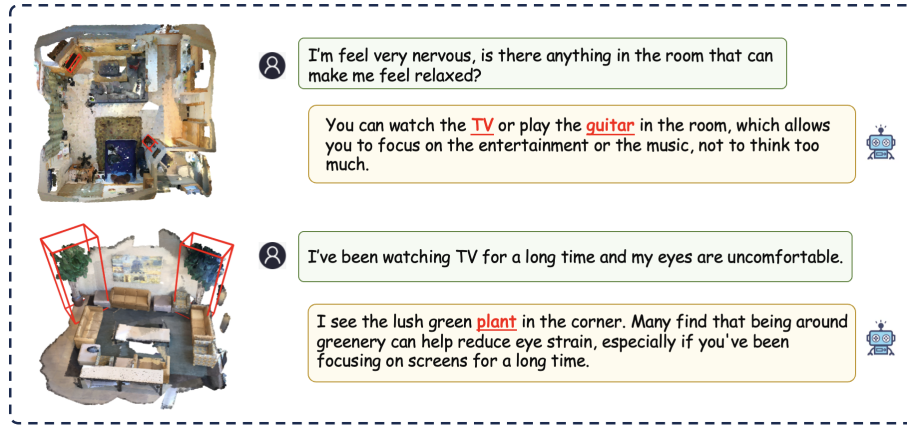 I'm feel very nervous, is there anything in the room that can
make me feel relaxed?
You can watch the TV or play the guitar in the room, which allows
you to focus on the entertainment or the music, not to think too
much.
I've been watching TV for a long time and my eyes are uncomfortable.
I see the lush green plant in the corner. Many find that being around
greenery can help reduce eye strain, especially if you've been
focusing on screens for a long time.